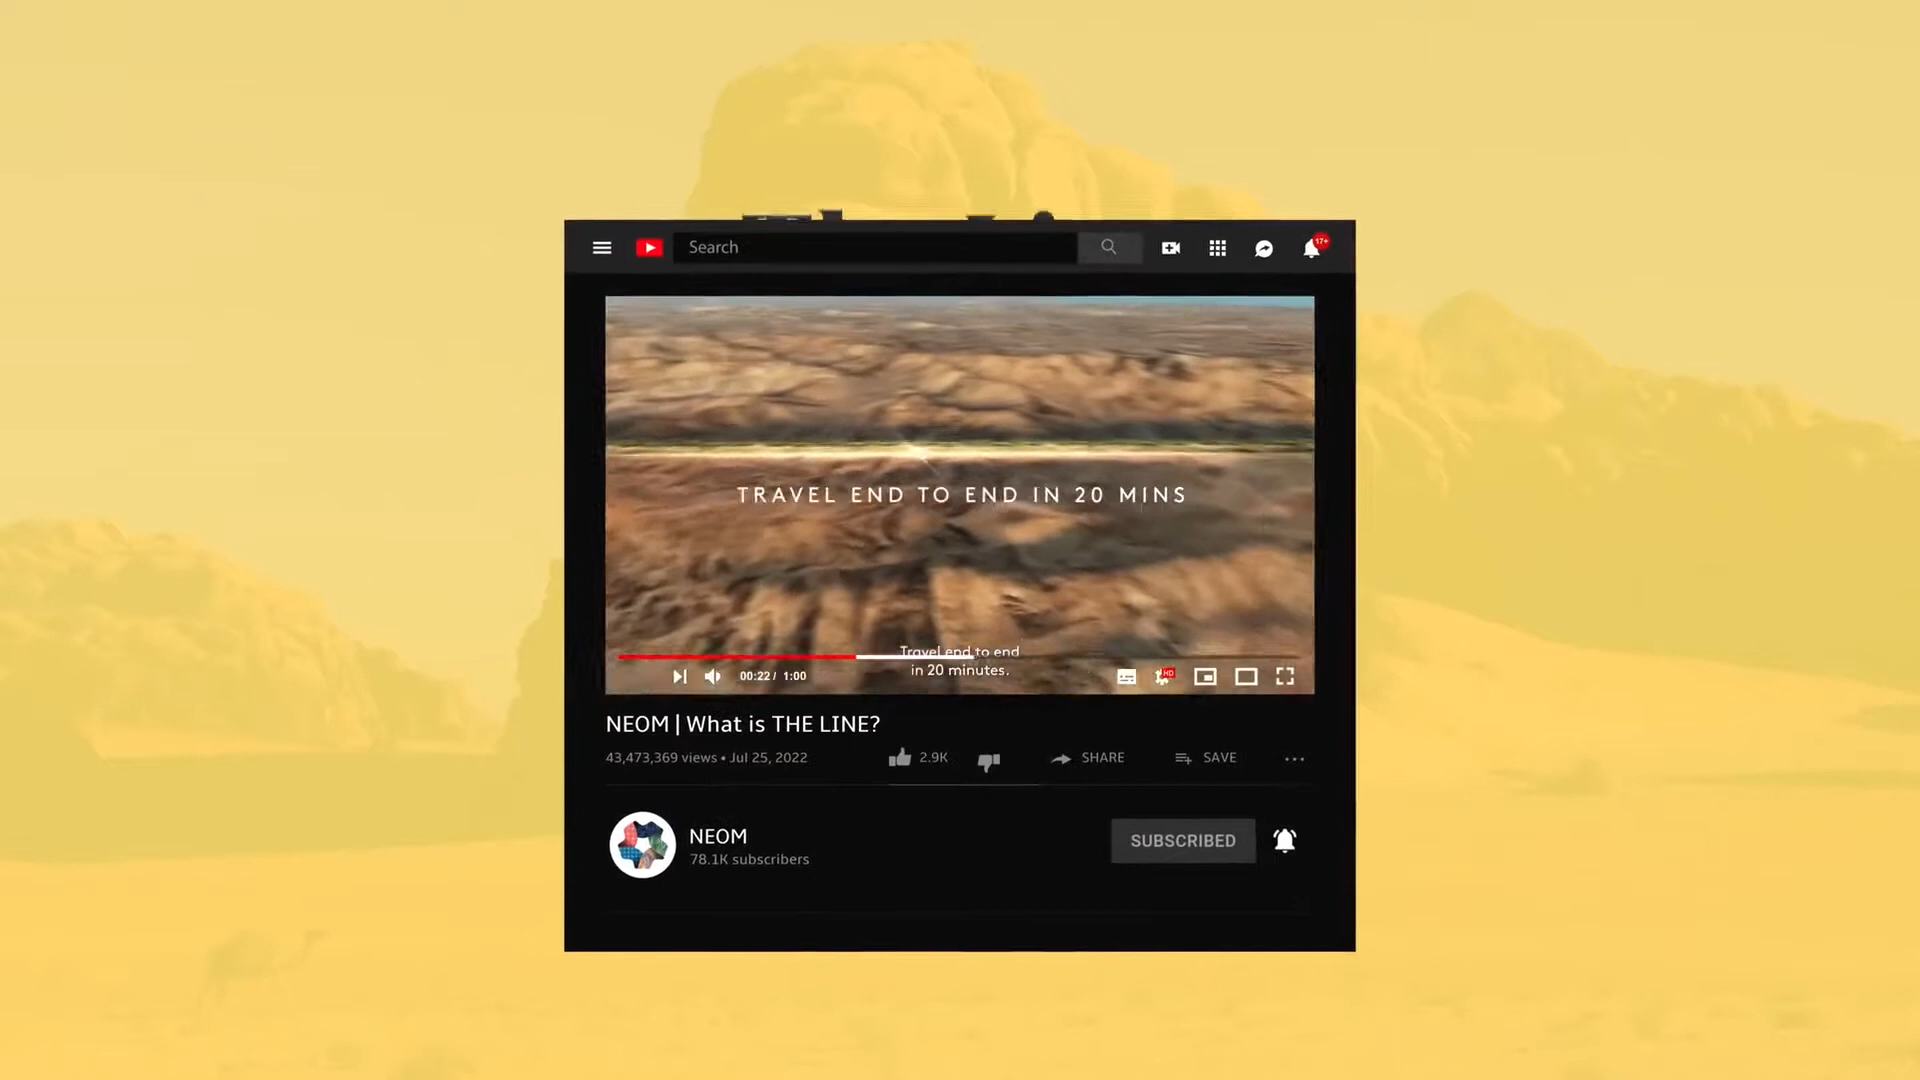 Search
17+
TRAVEL END TO END IN 20 MINS
Travel end to end
in 20 minutes.
00:22 / 1:00
HD
NEOM | What is THE LINE?
43,473,369 views • Jul 25, 2022
2.9K
SHARE
SAVE
NEOM
78.1K subscribers
SUBSCRIBED